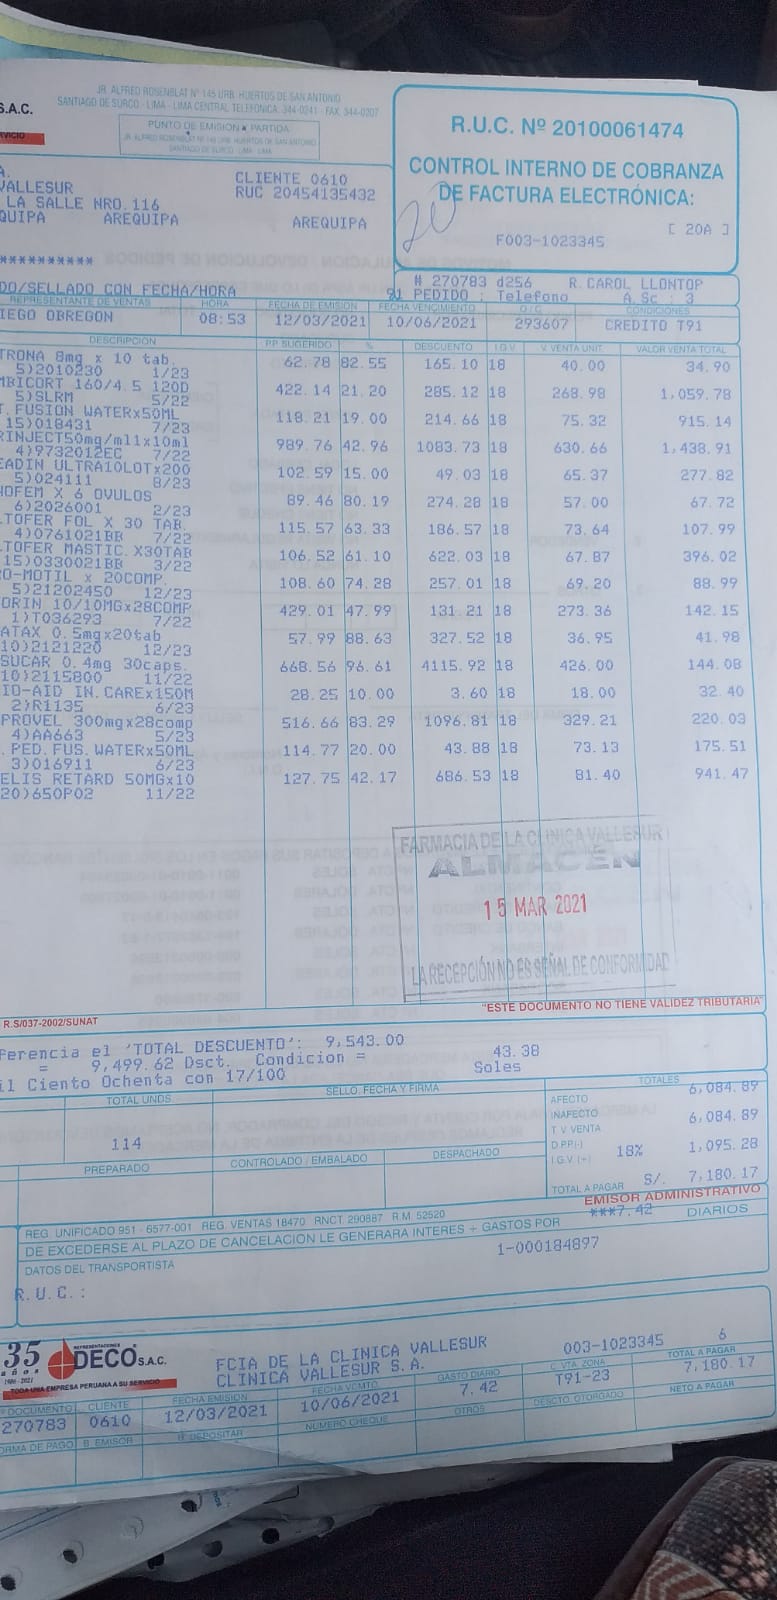 JR. ALFRED ROSENBLAT Nº 145 URB. HUERTOS DE SAN ANTONIO
SANTIAGO DE SURCO - LIMA - LIMA CENTRAL TELEFONICA: 344-0241 - FAX. 344-0207
S.A.C.
PUNTO DE EMISION PARTIDA
JR. ALFRED ROSENBLAT Nº 145 URB. HUERTOS DE SAN ANTONIO
SANTIAGO DE SURCO - LIMA - LIMA
R.U.C. Nº 20100061474
CONTROL INTERNO DE COBRANZA
DE FACTURA ELECTRÓNICA:
[ 20A ]
F003-1023345
20
A.
CLIENTE 0610
VALLESUR
RUC 20454135432
LA SALLE NRO.116
QUIPA AREQUIPA AREQUIPA
**********
DO/SELLADO CON FECHA/HORA
# 270783 d256 R.CAROL LLONTOP
PEDIDO : Telefono A.Sc : 3
REPRESENTANTE DE VENTAS HORA FECHA DE EMISION FECHA VENCIMIENTO O / C CONDICIONES
IEGO OBREGON 08:53 12/03/2021 10/06/2021 293607 CREDITO T91
DESCRIPCIÓN P.P. SUGERIDO % DESCUENTO I.G.V. V. VENTA UNIT. VALOR VENTA TOTAL
TRONA 8mg x 10 tab. 62.78 82.55 165.10 18 40.00 34.90
5)2010230 1/23
MBICORT 160/4.5 120D 422.14 21.20 285.12 18 268.98 1,059.78
5)SLRM 5/22
T.FUSION WATERx50ML 118.21 19.00 214.66 18 75.32 915.14
15)018431 7/23
RINJECT50mg/ml1x10ml 989.76 42.96 1083.73 18 630.66 1,438.91
4)9732012EC 7/22
EADIN ULTRA10LOTx200 102.59 15.00 49.03 18 65.37 277.82
5)024111 8/23
NOFEM X 6 OVULOS 89.46 80.19 274.28 18 57.00 67.72
6)2026001 2/23
LTOFER FOL X 30 TAB. 115.57 63.33 186.57 18 73.64 107.99
4)0761021BB 7/22
LTOFER MASTIC.X30TAB 106.52 61.10 622.03 18 67.87 396.02
15)0330021BB 3/22
RO-MOTIL x 20COMP. 108.60 74.28 257.01 18 69.20 88.99
5)21202450 12/23
ORIN 10/10MGx28COMP 429.01 47.99 131.21 18 273.36 142.15
1)T036293 7/22
ATAX 0.5mgx20tab 57.99 88.63 327.52 18 36.95 41.98
10)2121220 12/23
SUCAR 0.4mg 30caps. 668.56 96.61 4115.92 18 426.00 144.08
10)2115800 11/22
IO-AID IN.CAREx150M 28.25 10.00 3.60 18 18.00 32.40
2)R1135 6/23
PROVEL 300mgx28comp 516.66 83.29 1096.81 18 329.21 220.03
4)AA663 5/23
.PED.FUS.WATERx50ML 114.77 20.00 43.88 18 73.13 175.51
3)016911 6/23
ELIS RETARD 50MGx10 127.75 42.17 686.53 18 81.40 941.47
20)650P02 11/22
FARMACIA DE LA CLINICA VALLESUR
ALMACEN
15 MAR 2021
LA RECEPCIÓN NO ES SEÑAL DE CONFORMIDAD
R.S/037-2002/SUNAT
"ESTE DOCUMENTO NO TIENE VALIDEZ TRIBUTARIA"
ferencia el 'TOTAL DESCUENTO': 9,543.00
= 9,499.62 Dsct. Condicion = 43.38
il Ciento Ochenta con 17/100 Soles
TOTAL UNDS. SELLO, FECHA Y FIRMA TOTALES
AFECTO 6,084.89
INAFECTO
T. V. VENTA 6,084.89
114
D.P.P.(-)
I.G.V. (+) 18% 1,095.28
PREPARADO CONTROLADO / EMBALADO DESPACHADO
TOTAL A PAGAR S/. 7,180.17
EMISOR ADMINISTRATIVO
REG. UNIFICADO 951 - 6577-001 REG. VENTAS 18470 RNCT. 290887 R.M. 52520
DE EXCEDERSE AL PLAZO DE CANCELACION LE GENERARA INTERES + GASTOS POR ***7.42 DIARIOS
DATOS DEL TRANSPORTISTA 1-000184897
R.U.C.:
35 años
1986 - 2021
REPRESENTACIONES
DECO S.A.C.
TODA UNA EMPRESA PERUANA A SU SERVICIO
FCIA DE LA CLINICA VALLESUR 003-1023345 6
CLINICA VALLESUR S.A.
DOCUMENTO CLIENTE FECHA EMISION FECHA VCMTO GASTO DIARIO C. VTA. ZONA TOTAL A PAGAR
270783 0610 12/03/2021 10/06/2021 7.42 T91-23 7,180.17
ORMA DE PAGO B. EMISOR B. DEPOSITAR NUMERO CHEQUE OTROS DESCTO. OTORGADO NETO A PAGAR